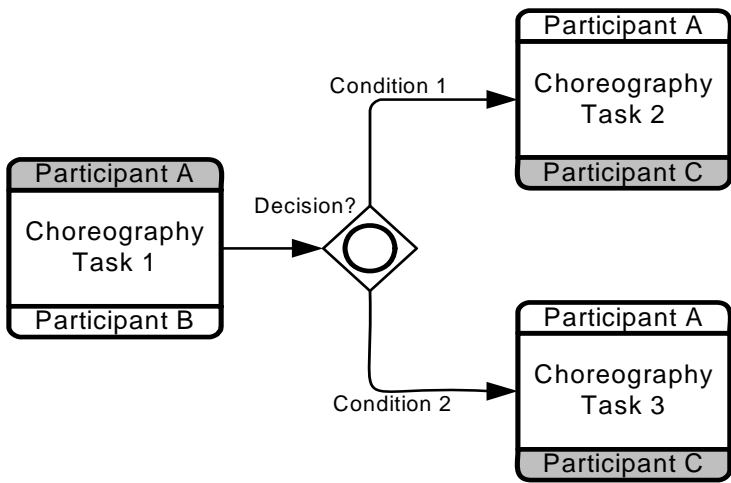 Participant A
Choreography
Task 1
Participant B
Decision?
Condition 1
Participant A
Choreography
Task 2
Participant C
Condition 2
Participant A
Choreography
Task 3
Participant C